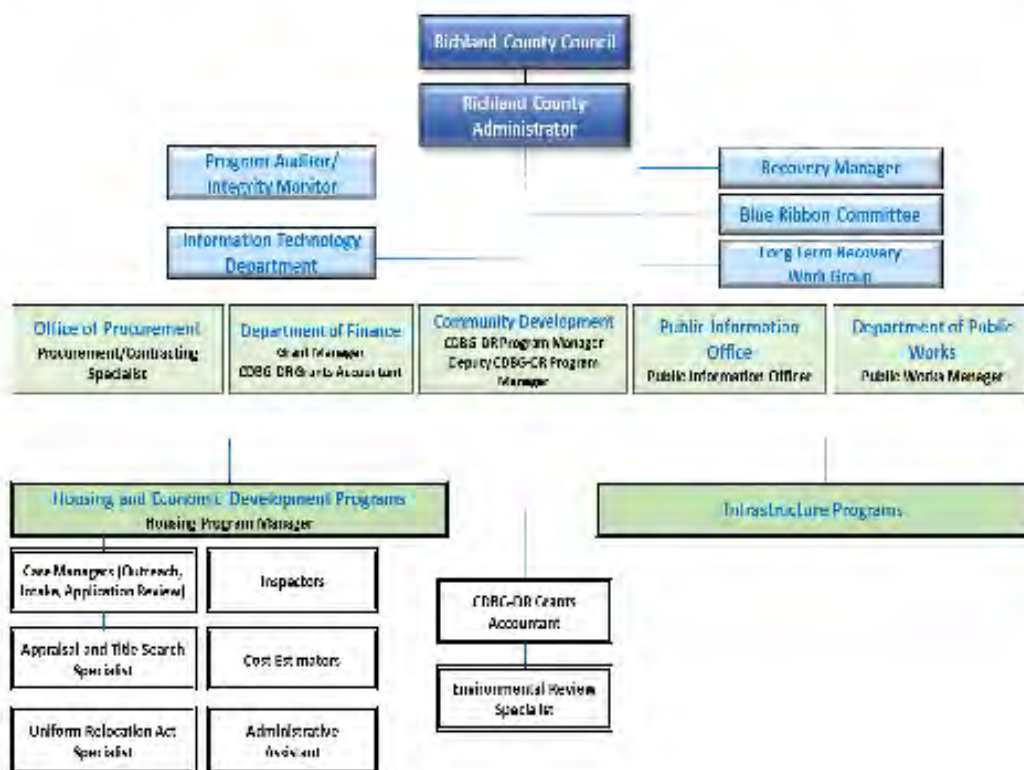 Richland County Council
Richland County
Administrator
Program Auditor/
Integrity Monitor
Recovery Manager
Blue Ribbon Committee
Information Technology
Department
Long Term Recovery
Work Group
Office of Procurement
Procurement/Contracting
Specialist
Department of Finance
Grant Manager
CDBG-DR Grants Accountant
Community Development
CDBG-DR Program Manager
Deputy CDBG-DR Program
Manager
Public Information
Office
Public Information Officer
Department of Public
Works
Public Works Manager
Housing and Economic Development Programs
Housing Program Manager
Infrastructure Programs
Case Managers (Outreach,
Intake, Application Review)
Inspectors
CDBG-DR Grants
Accountant
Appraisal and Title Search
Specialist
Cost Estimators
Environmental Review
Specialist
Uniform Relocation Act
Specialist
Administrative
Assistant